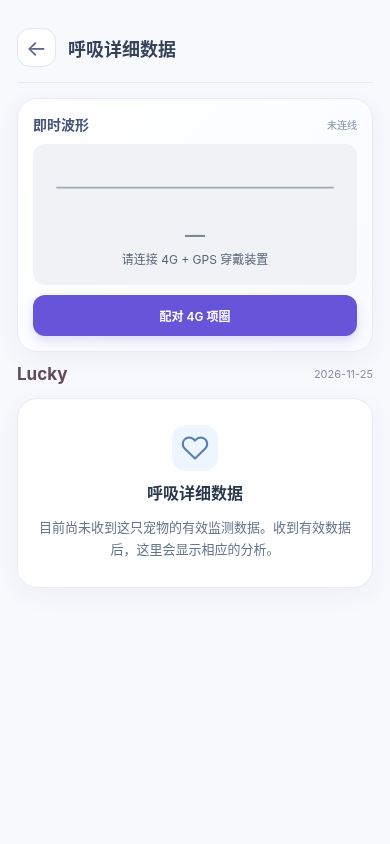 呼吸详细数据
即时波形
未连线
—
请连接 4G + GPS 穿戴装置
配对 4G 项圈
Lucky
2026-11-25
呼吸详细数据
目前尚未收到这只宠物的有效监测数据。收到有效数据
后，这里会显示相应的分析。